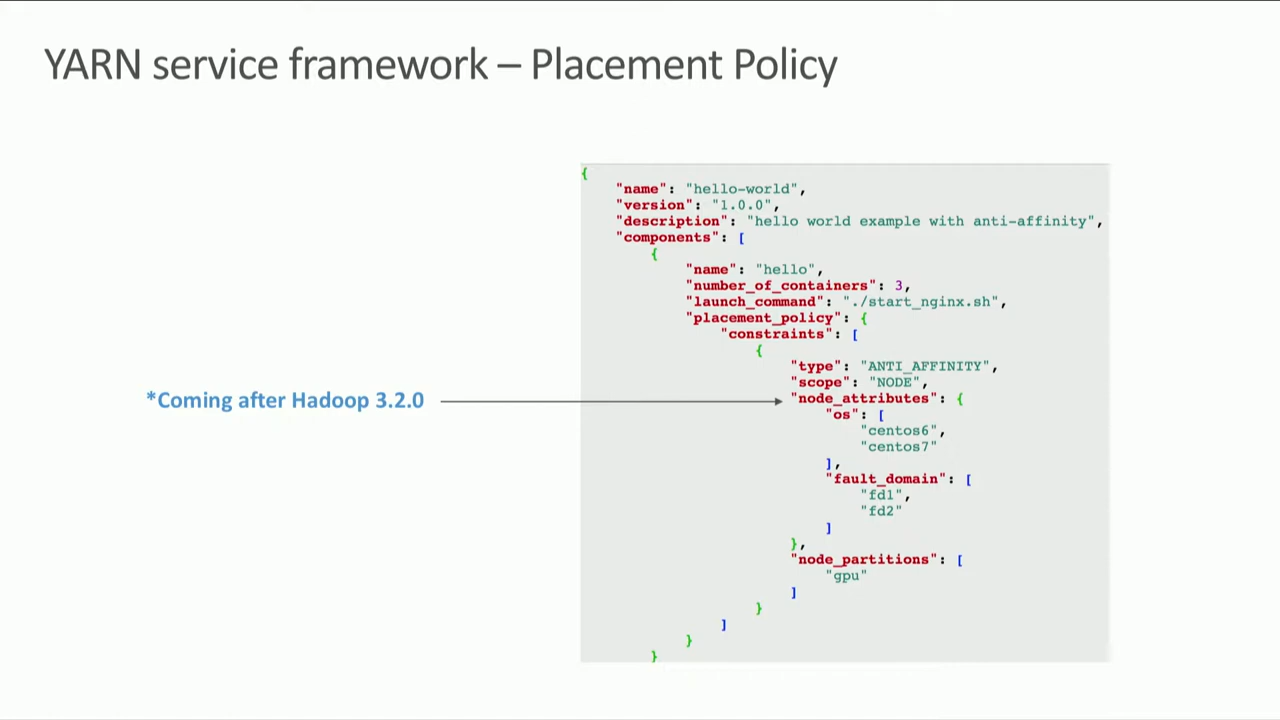 YARN service framework – Placement Policy
{
"name": "hello-world",
"version": "1.0.0",
"description": "hello world example with anti-affinity",
"components": [
{
"name": "hello",
"number_of_containers": 3,
"launch_command": "./start_nginx.sh",
"placement_policy": {
"constraints": [
{
"type": "ANTI_AFFINITY",
"scope": "NODE",
*Coming after Hadoop 3.2.0
"node_attributes": {
"os": [
"centos6",
"centos7"
],
"fault_domain": [
"fd1",
"fd2"
]
},
"node_partitions": [
"gpu"
]
}
]
}
}